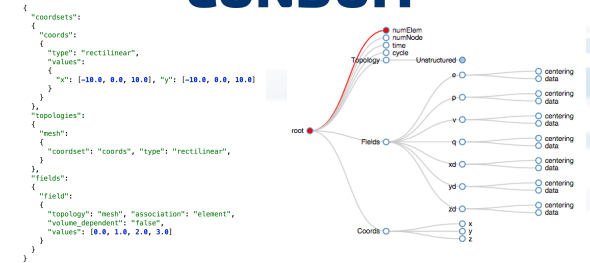 CONDUIT
{
"coordsets":
{
"coords":
{
"type": "rectilinear",
"values":
{
"x": [-10.0, 0.0, 10.0], "y": [-10.0, 0.0, 10.0]
}
}
},
"topologies":
{
"mesh":
{
"coordset": "coords", "type": "rectilinear",
}
},
"fields":
{
"field":
{
"topology": "mesh", "association": "element",
"volume_dependent": "false",
"values": [0.0, 1.0, 2.0, 3.0]
}
}
}
root
numElem
numNode
time
cycle
Topology
Unstructured
Fields
e
centering
data
p
centering
data
v
centering
data
q
centering
data
xd
centering
data
yd
centering
data
zd
centering
data
Coords
x
y
z